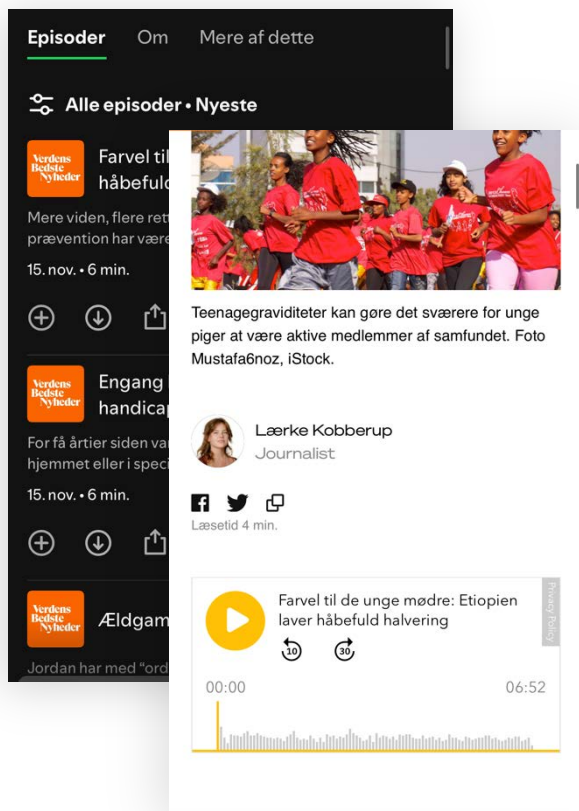 Episoder Om Mere af dette
Alle episoder • Nyeste
Verdens
Bedste
Nyheder
Farvel til
håbefuld
Mere viden, flere rett
prævention har være
15. nov. • 6 min.
Verdens
Bedste
Nyheder
Engang
handicap
For få årtier siden var
hjemmet eller i speci
15. nov. • 6 min.
Verdens
Bedste
Nyheder
Ældgam
Jordan har med “ord
Teenagegraviditeter kan gøre det sværere for unge
piger at være aktive medlemmer af samfundet. Foto
Mustafa6noz, iStock.
Lærke Kobberup
Journalist
Læsetid 4 min.
Farvel til de unge mødre: Etiopien
laver håbefuld halvering
Privacy Policy
10 30
00:00 06:52